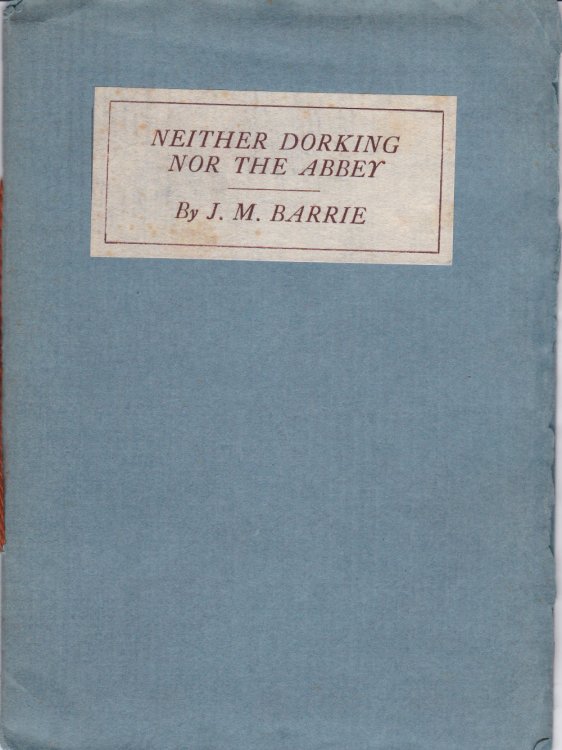 NEITHER DORKING
NOR THE ABBEY
By J. M. BARRIE